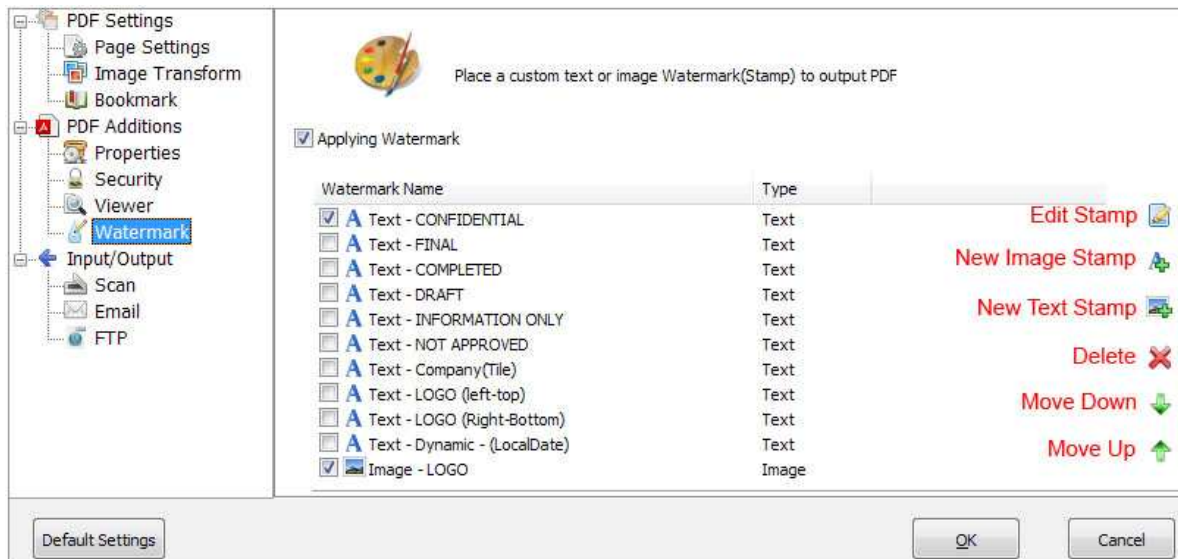 PDF Settings
Page Settings
Image Transform
Bookmark
PDF Additions
Properties
Security
Viewer
Watermark
Input/Output
Scan
Email
FTP
Place a custom text or image Watermark(Stamp) to output PDF
Applying Watermark
Watermark Name Type
Text - CONFIDENTIAL Text
Text - FINAL Text
Text - COMPLETED Text
Text - DRAFT Text
Text - INFORMATION ONLY Text
Text - NOT APPROVED Text
Text - Company(Tile) Text
Text - LOGO (left-top) Text
Text - LOGO (Right-Bottom) Text
Text - Dynamic - (LocalDate) Text
Image - LOGO Image
Edit Stamp
New Image Stamp
New Text Stamp
Delete
Move Down
Move Up
Default Settings OK Cancel